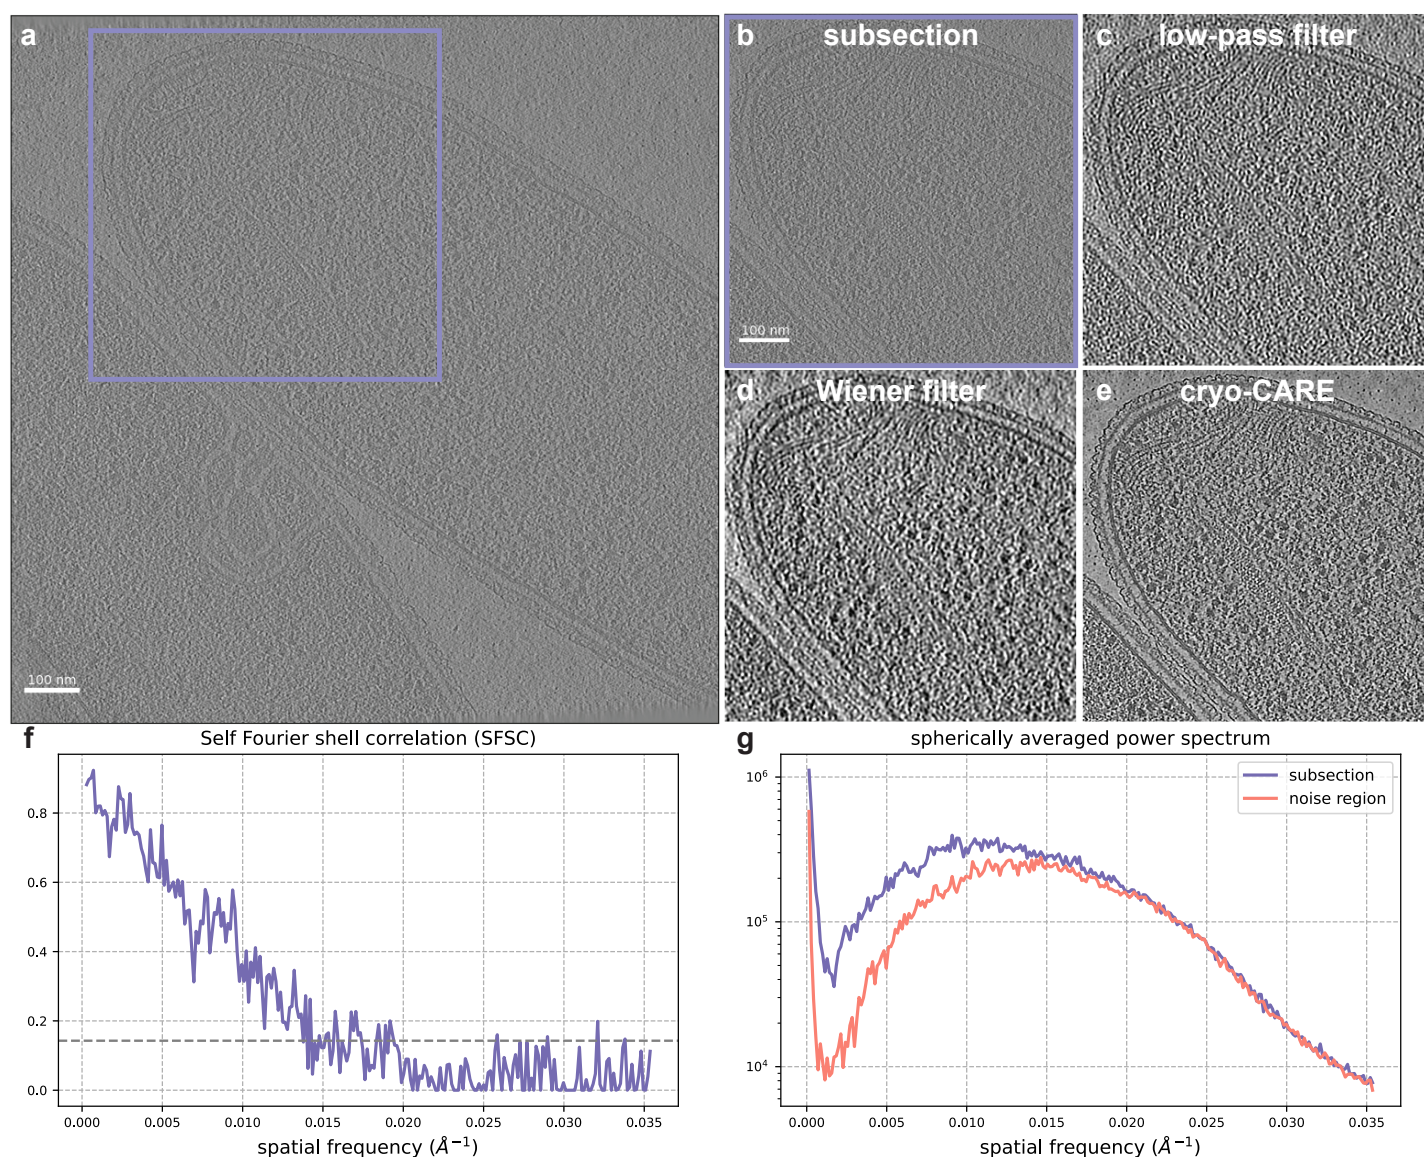 a
100 nm
b
subsection
100 nm
c
low-pass filter
d
Wiener filter
e
cryo-CARE
f
Self Fourier shell correlation (SFSC)
0.8
0.6
0.4
0.2
0.0
0.000 0.005 0.010 0.015 0.020 0.025 0.030 0.035
spatial frequency (Å⁻¹)
g
spherically averaged power spectrum
subsection
noise region
10⁶
10⁵
10⁴
0.000 0.005 0.010 0.015 0.020 0.025 0.030 0.035
spatial frequency (Å⁻¹)